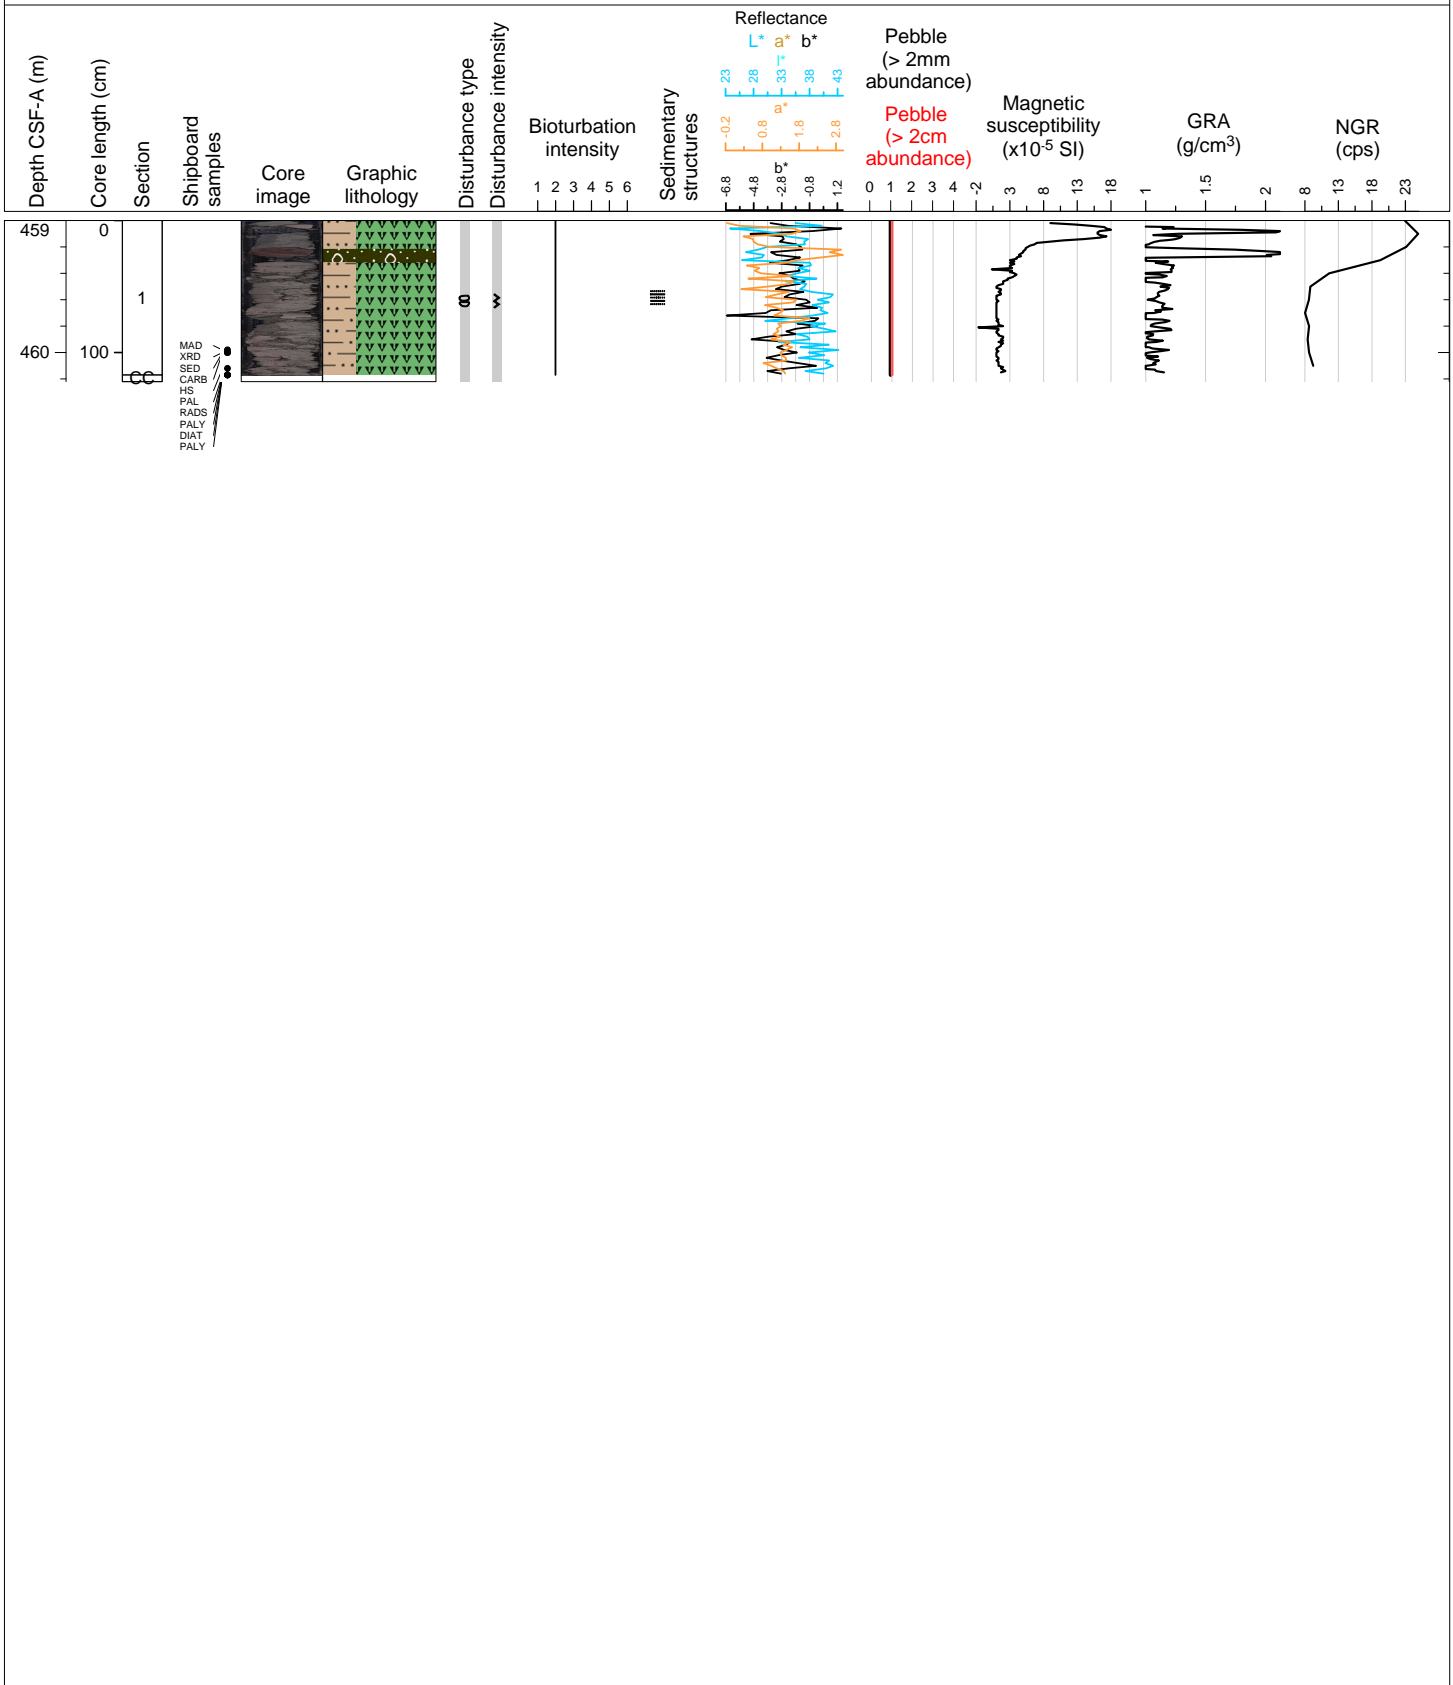 Depth CSF-A (m)
Core length (cm)
Section
Shipboard
samples
Core
image
Graphic
lithology
Disturbance type
Disturbance intensity
Bioturbation
intensity
1 2 3 4 5 6
Sedimentary
structures
Reflectance
L* a* b*
L*
23 28 33 38 43
a*
-0.2 0.8 1.8 2.8
b*
-6.8 -4.8 -2.8 -0.8 1.2
Pebble
(> 2mm
abundance)
Pebble
(> 2cm
abundance)
0 1 2 3 4
Magnetic
susceptibility
(x10-5 SI)
-2 3 8 13 18
GRA
(g/cm3)
1 1.5 2
NGR
(cps)
8 13 18 23
459
0
1
460
100
CC
MAD
XRD
SED
CARB
HS
PAL
RADS
PALY
DIAT
PALY